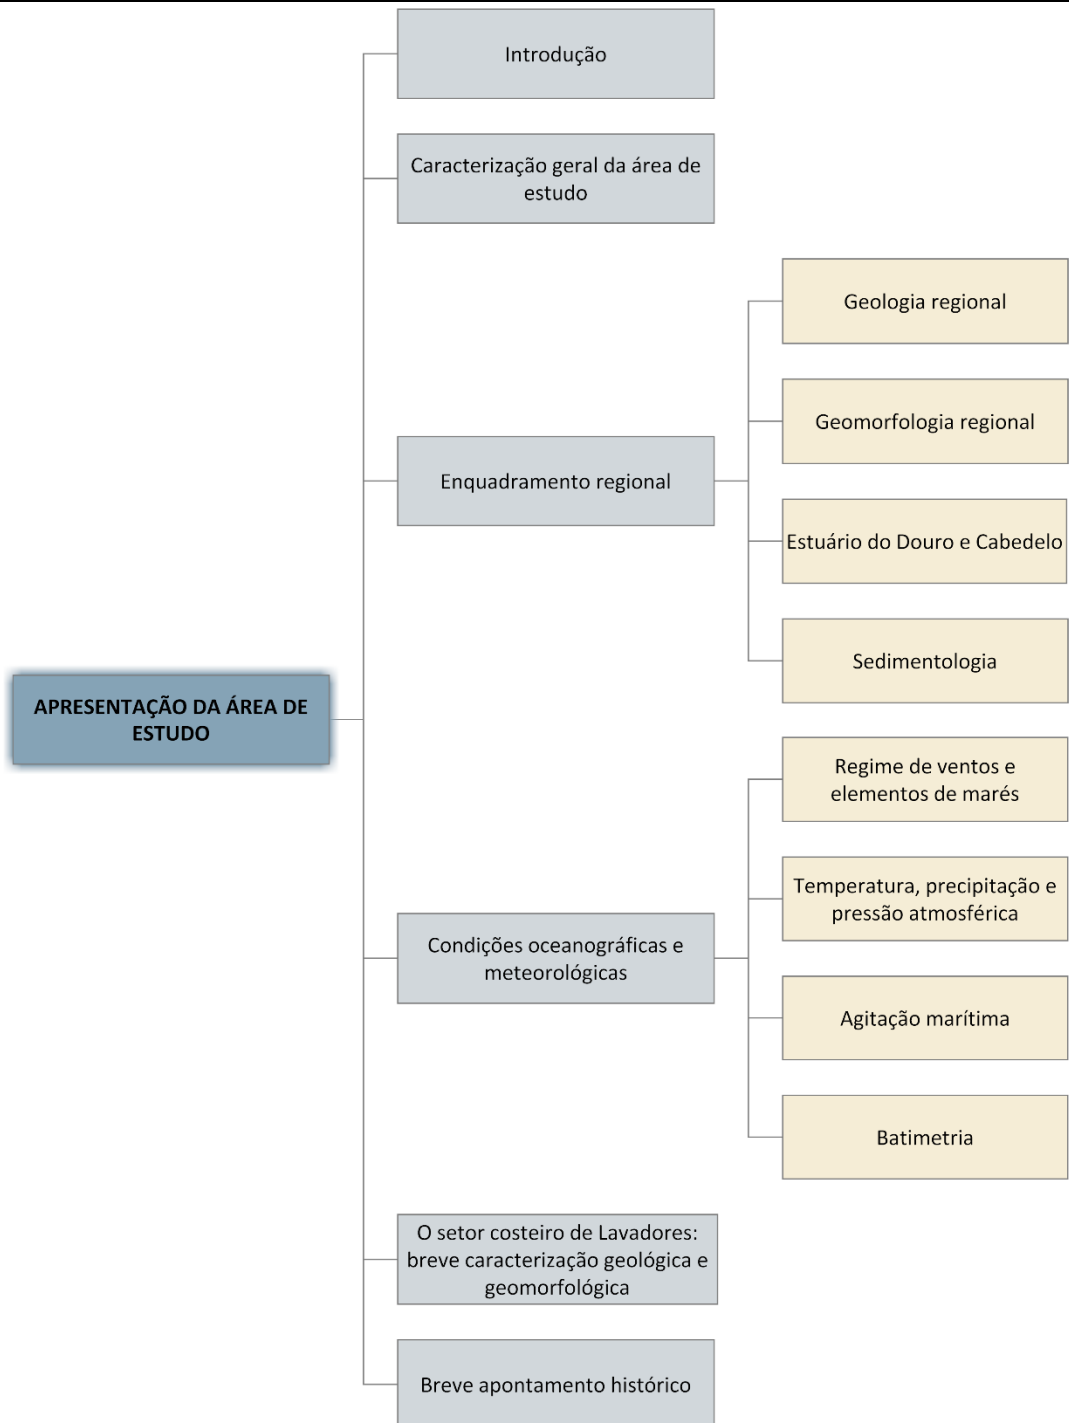 Introdução
Caracterização geral da área de
estudo
Geologia regional
Geomorfologia regional
Enquadramento regional
Estuário do Douro e Cabedelo
Sedimentologia
APRESENTAÇÃO DA ÁREA DE
ESTUDO
Regime de ventos e
elementos de marés
Temperatura, precipitação e
pressão atmosférica
Condições oceanográficas e
meteorológicas
Agitação marítima
Batimetria
O setor costeiro de Lavadores:
breve caracterização geológica e
geomorfológica
Breve apontamento histórico